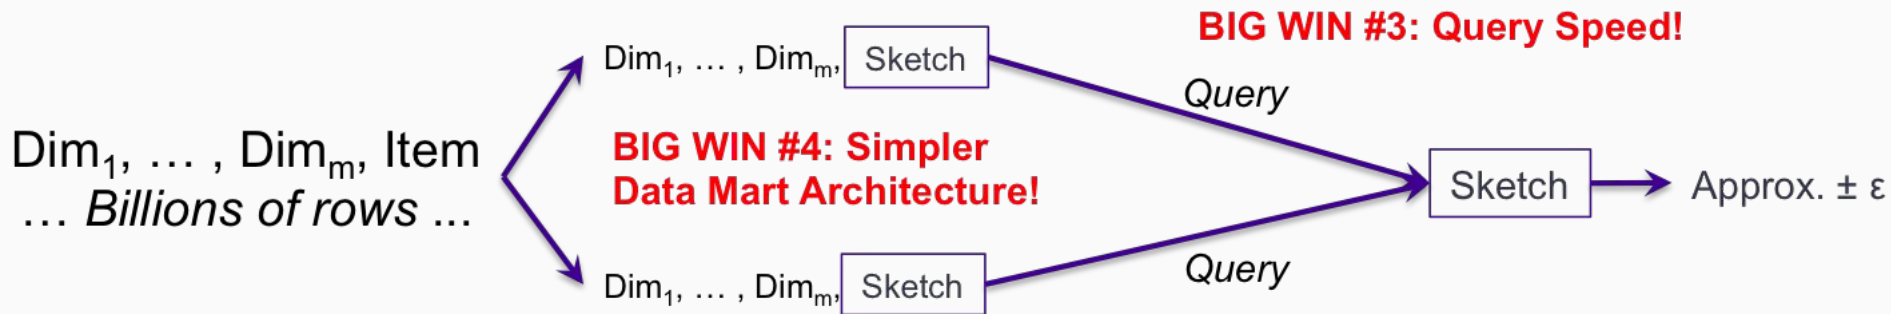 BIG WIN #3: Query Speed!
Dim1, … , Dimm, Sketch
Query
Dim1, … , Dimm, Item
… Billions of rows ...
BIG WIN #4: Simpler
Data Mart Architecture!
Sketch
Approx. ± ε
Query
Dim1, … , Dimm, Sketch